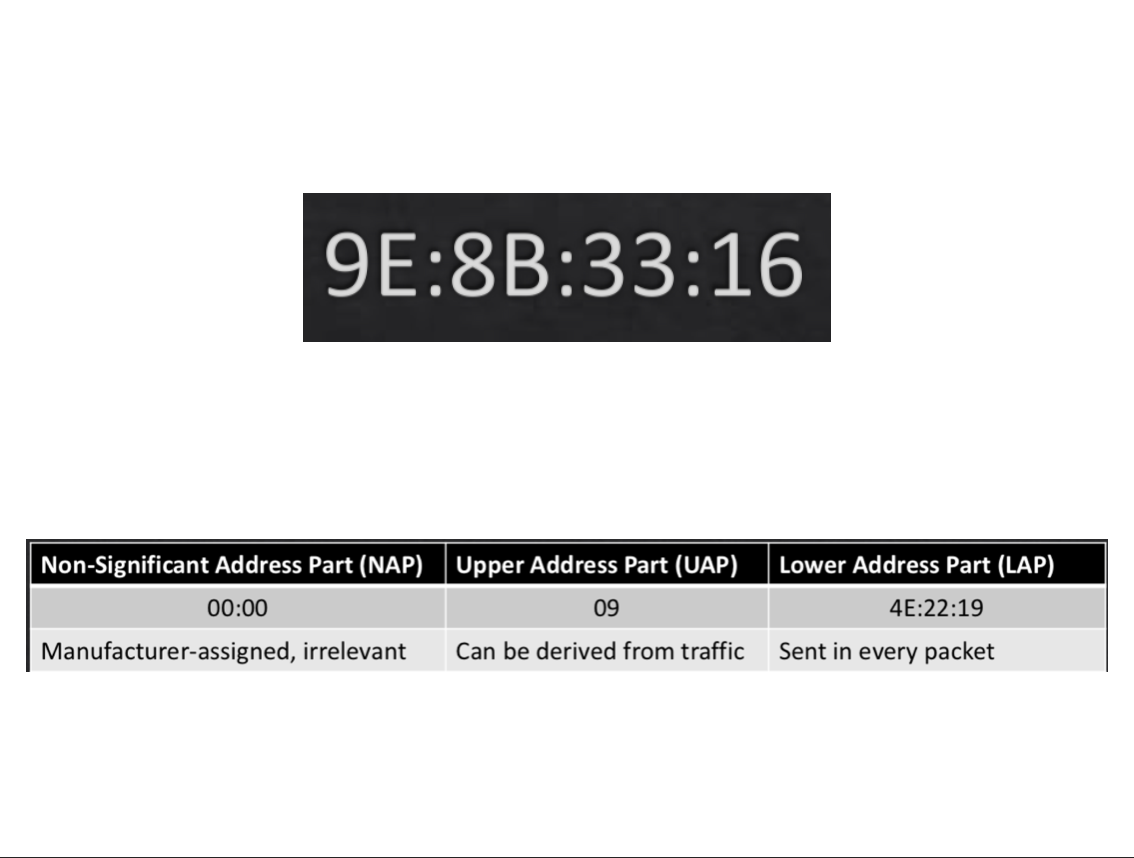 9E:8B:33:16
Non-Significant Address Part (NAP) Upper Address Part (UAP) Lower Address Part (LAP)
00:00 09 4E:22:19
Manufacturer-assigned, irrelevant Can be derived from traffic Sent in every packet